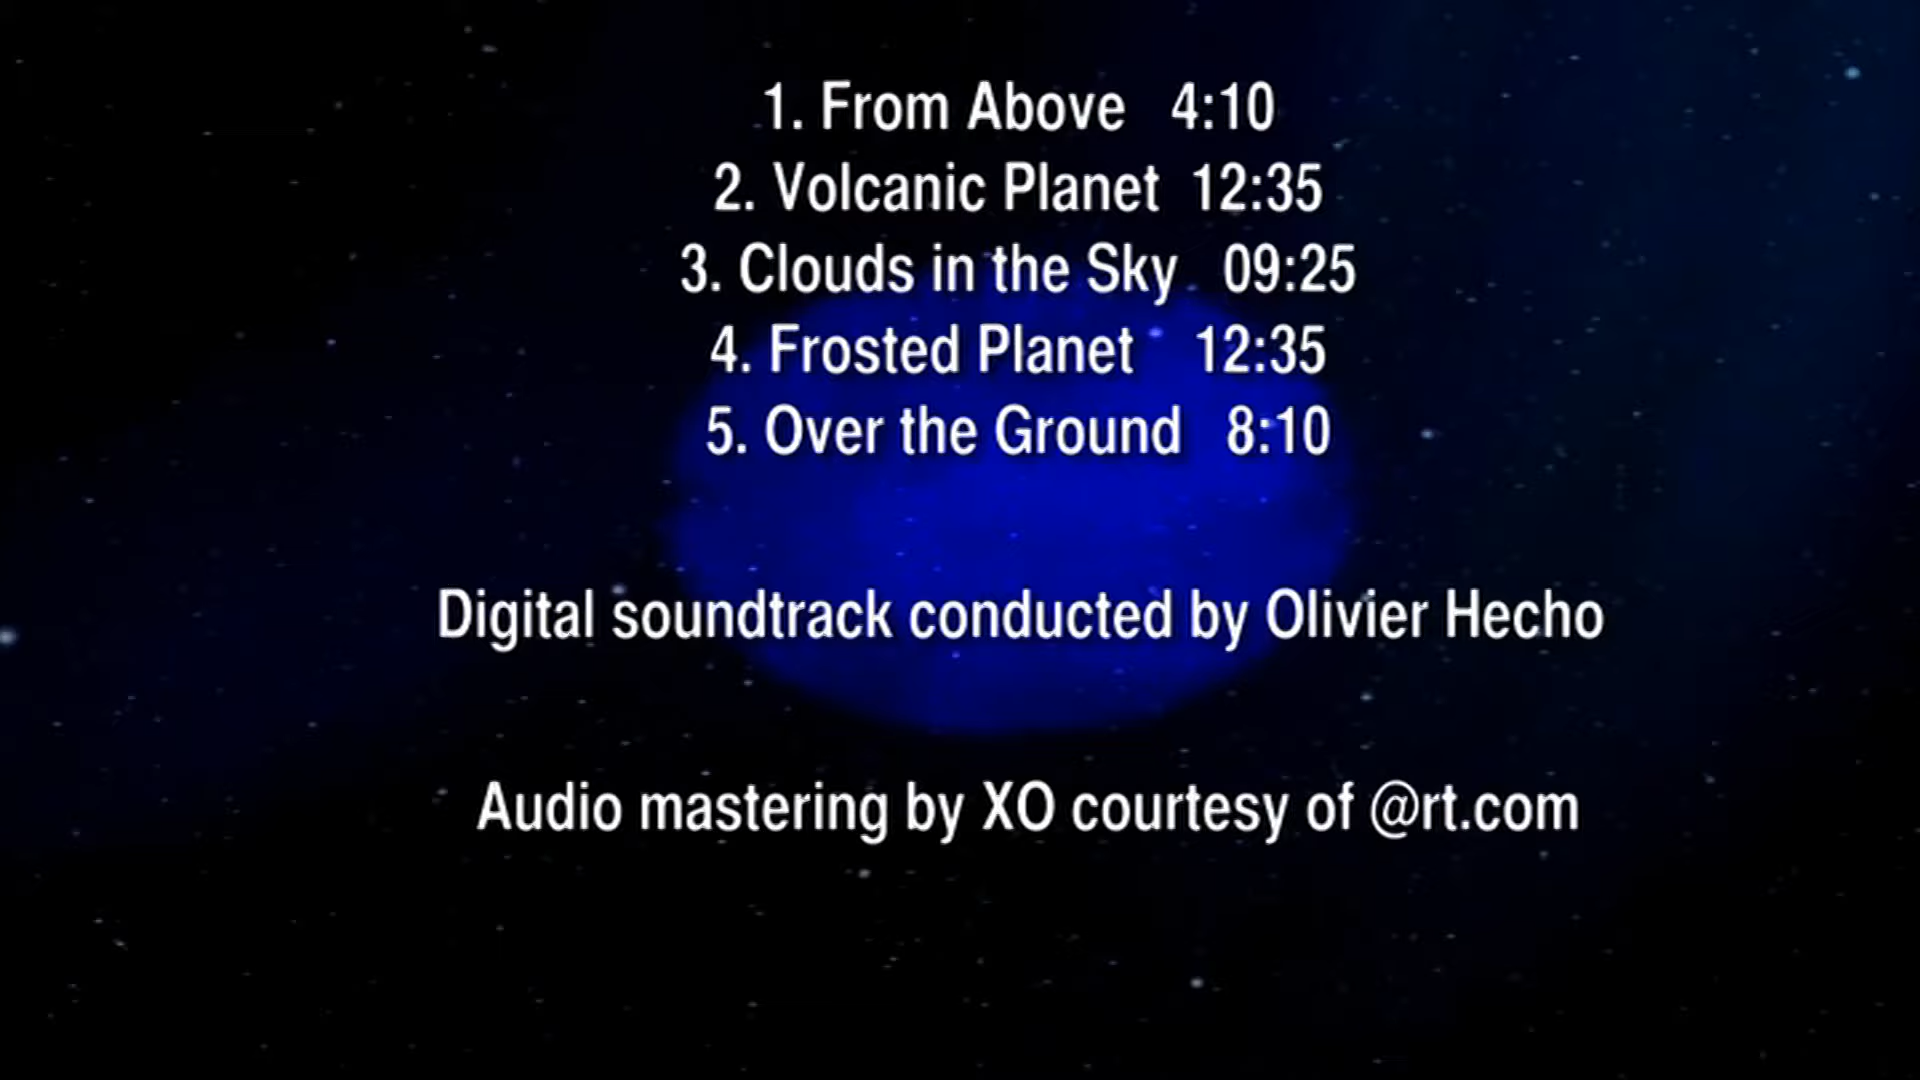 1. From Above 4:10
2. Volcanic Planet 12:35
3. Clouds in the Sky 09:25
4. Frosted Planet 12:35
5. Over the Ground 8:10
Digital soundtrack conducted by Olivier Hecho
Audio mastering by XO courtesy of @rt.com